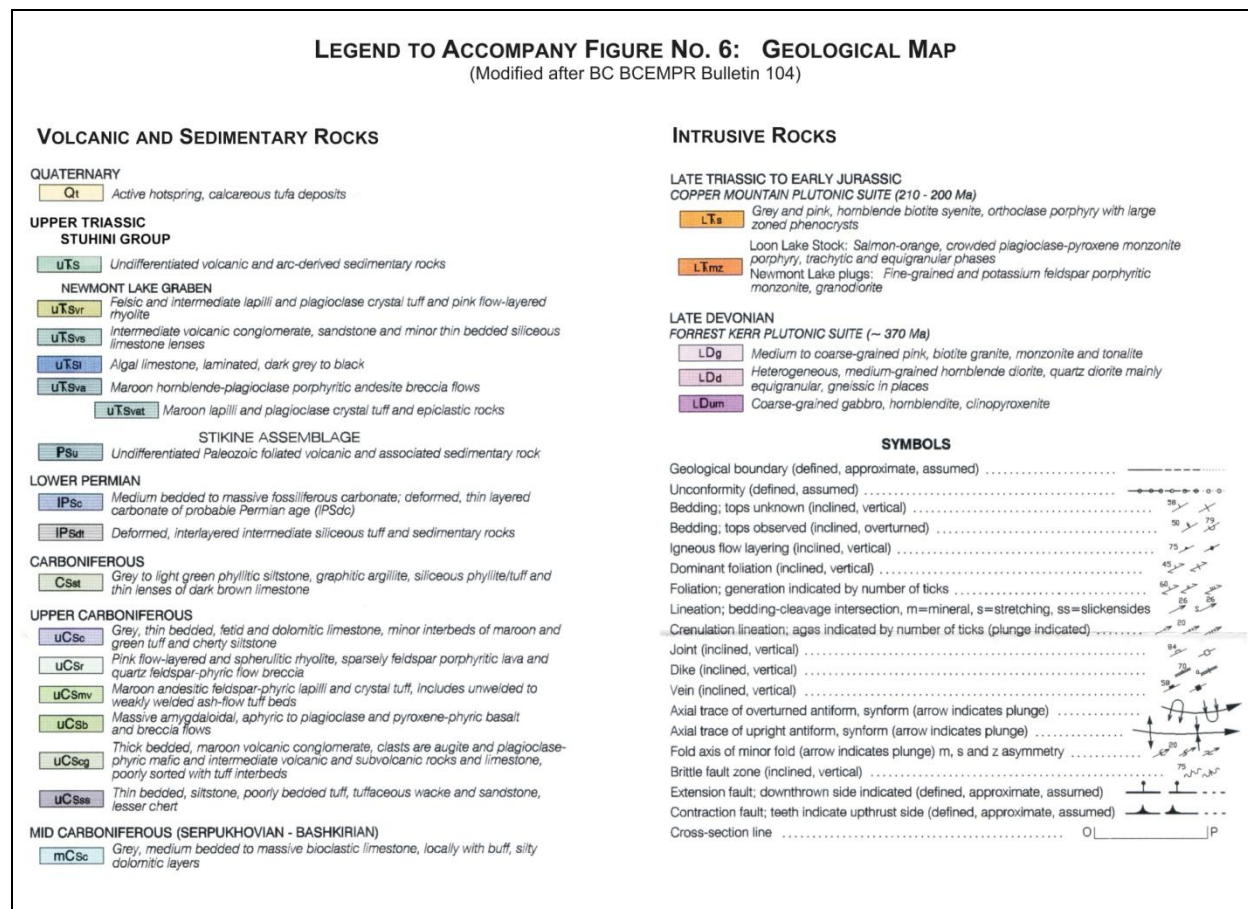 LEGEND TO ACCOMPANY FIGURE NO. 6: GEOLOGICAL MAP
(Modified after BC BCEMPR Bulletin 104)
VOLCANIC AND SEDIMENTARY ROCKS
QUATERNARY
Qt Active hotspring, calcareous tufa deposits
UPPER TRIASSIC
STUHINI GROUP
uTS Undifferentiated volcanic and arc-derived sedimentary rocks
NEWMONT LAKE GRABEN
uTSvr Felsic and intermediate lapilli and plagioclase crystal tuff and pink flow-layered
rhyolite
uTSvs Intermediate volcanic conglomerate, sandstone and minor thin bedded siliceous
limestone lenses
uTSl Algal limestone, laminated, dark grey to black
uTSva Maroon hornblende-plagioclase porphyritic andesite breccia flows
uTSvat Maroon lapilli and plagioclase crystal tuff and epiclastic rocks
STIKINE ASSEMBLAGE
PSu Undifferentiated Paleozoic foliated volcanic and associated sedimentary rock
LOWER PERMIAN
lPSc Medium bedded to massive fossiliferous carbonate; deformed, thin layered
carbonate of probable Permian age (lPSdc)
lPSdt Deformed, interlayered intermediate siliceous tuff and sedimentary rocks
CARBONIFEROUS
CSst Grey to light green phyllitic siltstone, graphitic argillite, siliceous phyllite/tuff and
thin lenses of dark brown limestone
UPPER CARBONIFEROUS
uCSc Grey, thin bedded, fetid and dolomitic limestone, minor interbeds of maroon and
green tuff and cherty siltstone
uCSr Pink flow-layered and spherulitic rhyolite, sparsely feldspar porphyritic lava and
quartz feldspar-phyric flow breccia
uCSmv Maroon andesitic feldspar-phyric lapilli and crystal tuff, includes unwelded to
weakly welded ash-flow tuff beds
uCSb Massive amygdaloidal, aphyric to plagioclase and pyroxene-phyric basalt
and breccia flows
uCScg Thick bedded, maroon volcanic conglomerate, clasts are augite and plagioclase-
phyric mafic and intermediate volcanic and subvolcanic rocks and limestone,
poorly sorted with tuff interbeds
uCSss Thin bedded, siltstone, poorly bedded tuff, tuffaceous wacke and sandstone,
lesser chert
MID CARBONIFEROUS (SERPUKHOVIAN - BASHKIRIAN)
mCSc Grey, medium bedded to massive bioclastic limestone, locally with buff, silty
dolomitic layers
INTRUSIVE ROCKS
LATE TRIASSIC TO EARLY JURASSIC
COPPER MOUNTAIN PLUTONIC SUITE (210 - 200 Ma)
LTs Grey and pink, hornblende biotite syenite, orthoclase porphyry with large
zoned phenocrysts
Loon Lake Stock: Salmon-orange, crowded plagioclase-pyroxene monzonite
LTmz porphyry, trachytic and equigranular phases
Newmont Lake plugs: Fine-grained and potassium feldspar porphyritic
monzonite, granodiorite
LATE DEVONIAN
FORREST KERR PLUTONIC SUITE (~ 370 Ma)
LDg Medium to coarse-grained pink, biotite granite, monzonite and tonalite
LDd Heterogeneous, medium-grained hornblende diorite, quartz diorite mainly
equigranular, gneissic in places
LDum Coarse-grained gabbro, hornblendite, clinopyroxenite
SYMBOLS
Geological boundary (defined, approximate, assumed)
Unconformity (defined, assumed)
Bedding; tops unknown (inclined, vertical) 58
Bedding; tops observed (inclined, overturned) 50 79
Igneous flow layering (inclined, vertical) 75
Dominant foliation (inclined, vertical) 45
Foliation; generation indicated by number of ticks 60
Lineation; bedding-cleavage intersection, m=mineral, s=stretching, ss=slickensides 26 s 26
Crenulation lineation; ages indicated by number of ticks (plunge indicated) 20
Joint (inclined, vertical) 84
Dike (inclined, vertical) 70
Vein (inclined, vertical) 58
Axial trace of overturned antiform, synform (arrow indicates plunge)
Axial trace of upright antiform, synform (arrow indicates plunge)
Fold axis of minor fold (arrow indicates plunge) m, s and z asymmetry 20
Brittle fault zone (inclined, vertical) 75
Extension fault; downthrown side indicated (defined, approximate, assumed)
Contraction fault; teeth indicate upthrust side (defined, approximate, assumed)
Cross-section line O P